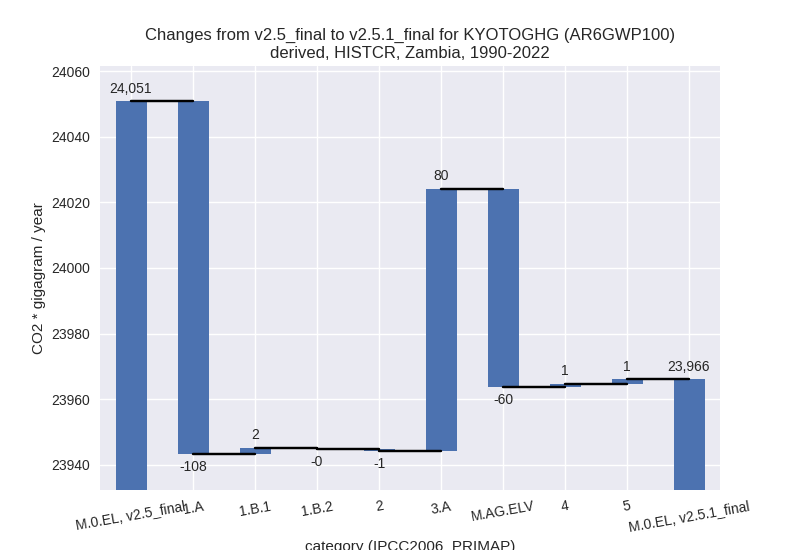 Changes from v2.5_final to v2.5.1_final for KYOTOGHG (AR6GWP100)
derived, HISTCR, Zambia, 1990-2022
24060
24040
24020
24000
23980
23960
23940
CO2 * gigagram / year
24,051
-108
2
-0
-1
80
-60
1
1
23,966
M.0.EL, v2.5_final
1.A
1.B.1
1.B.2
2
3.A
M.AG.ELV
4
5
M.0.EL, v2.5.1_final
category (IPCC2006_PRIMAP)